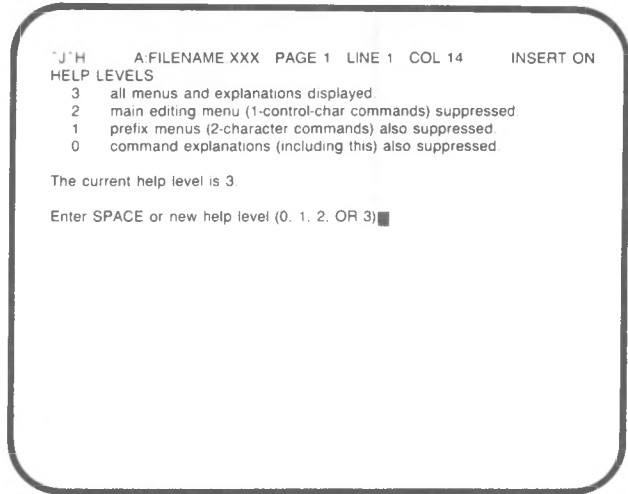 ^J^H A:FILENAME.XXX PAGE 1 LINE 1 COL 14 INSERT ON
HELP LEVELS
3 all menus and explanations displayed.
2 main editing menu (1-control-char commands) suppressed.
1 prefix menus (2-character commands) also suppressed.
0 command explanations (including this) also suppressed.
The current help level is 3.
Enter SPACE or new help level (0, 1, 2, OR 3)